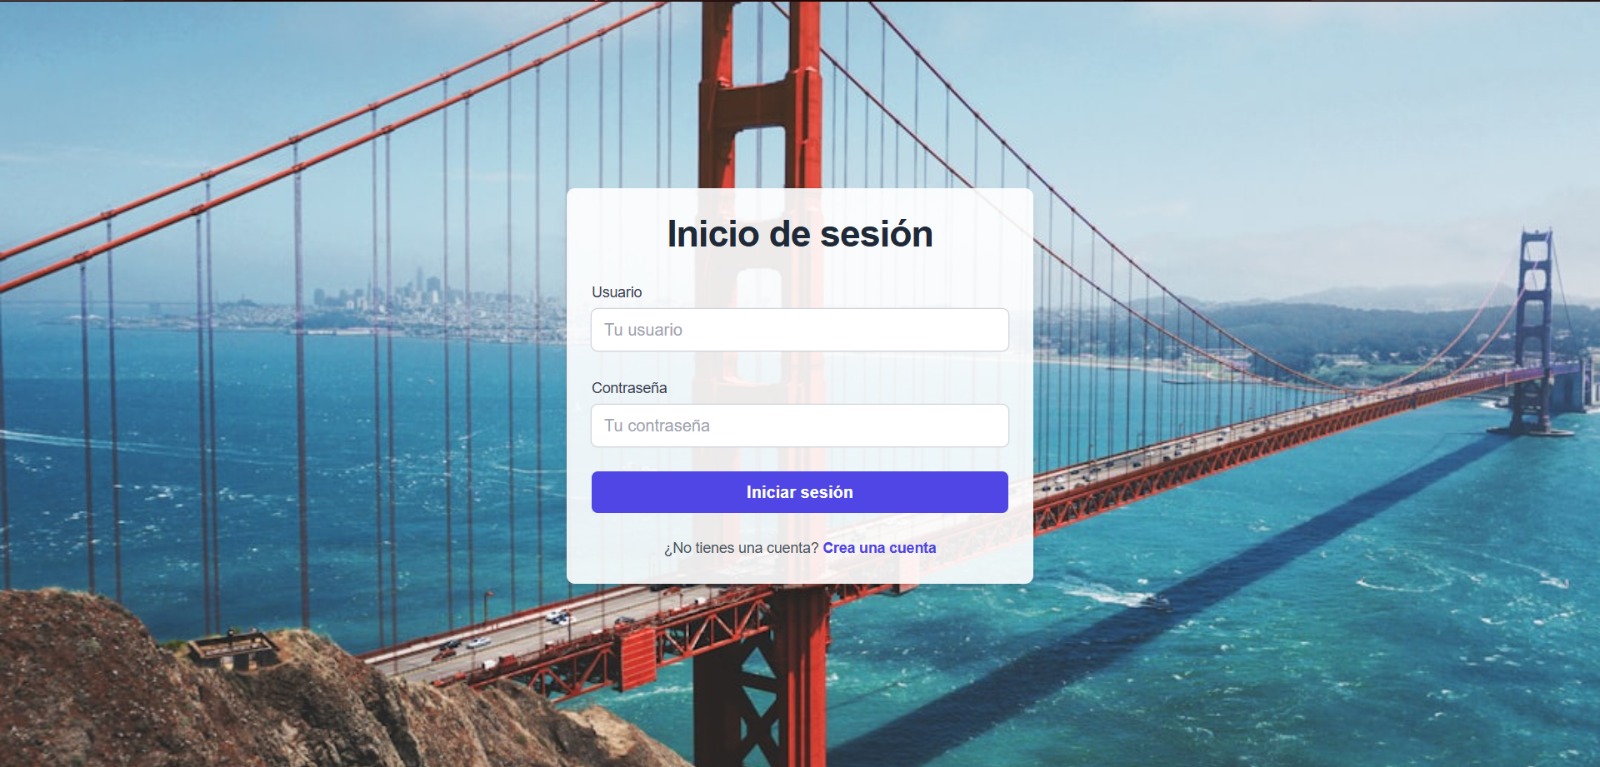 Inicio de sesión
Usuario
Tu usuario
Contraseña
Tu contraseña
Iniciar sesión
¿No tienes una cuenta? Crea una cuenta